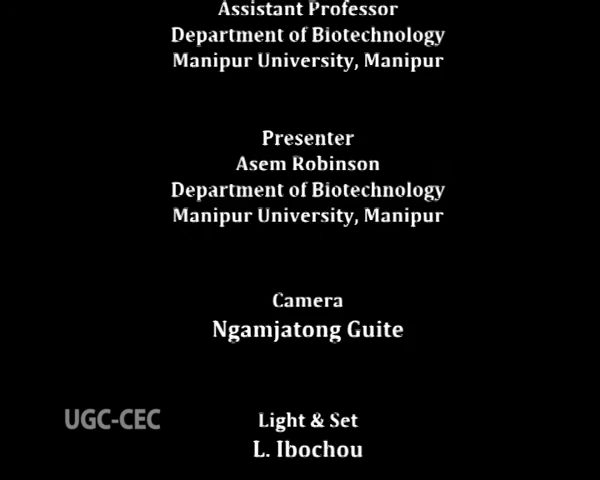 Assistant Professor
Department of Biotechnology
Manipur University, Manipur
Presenter
Asem Robinson
Department of Biotechnology
Manipur University, Manipur
Camera
Ngamjatong Guite
UGC-CEC
Light & Set
L. Ibochou